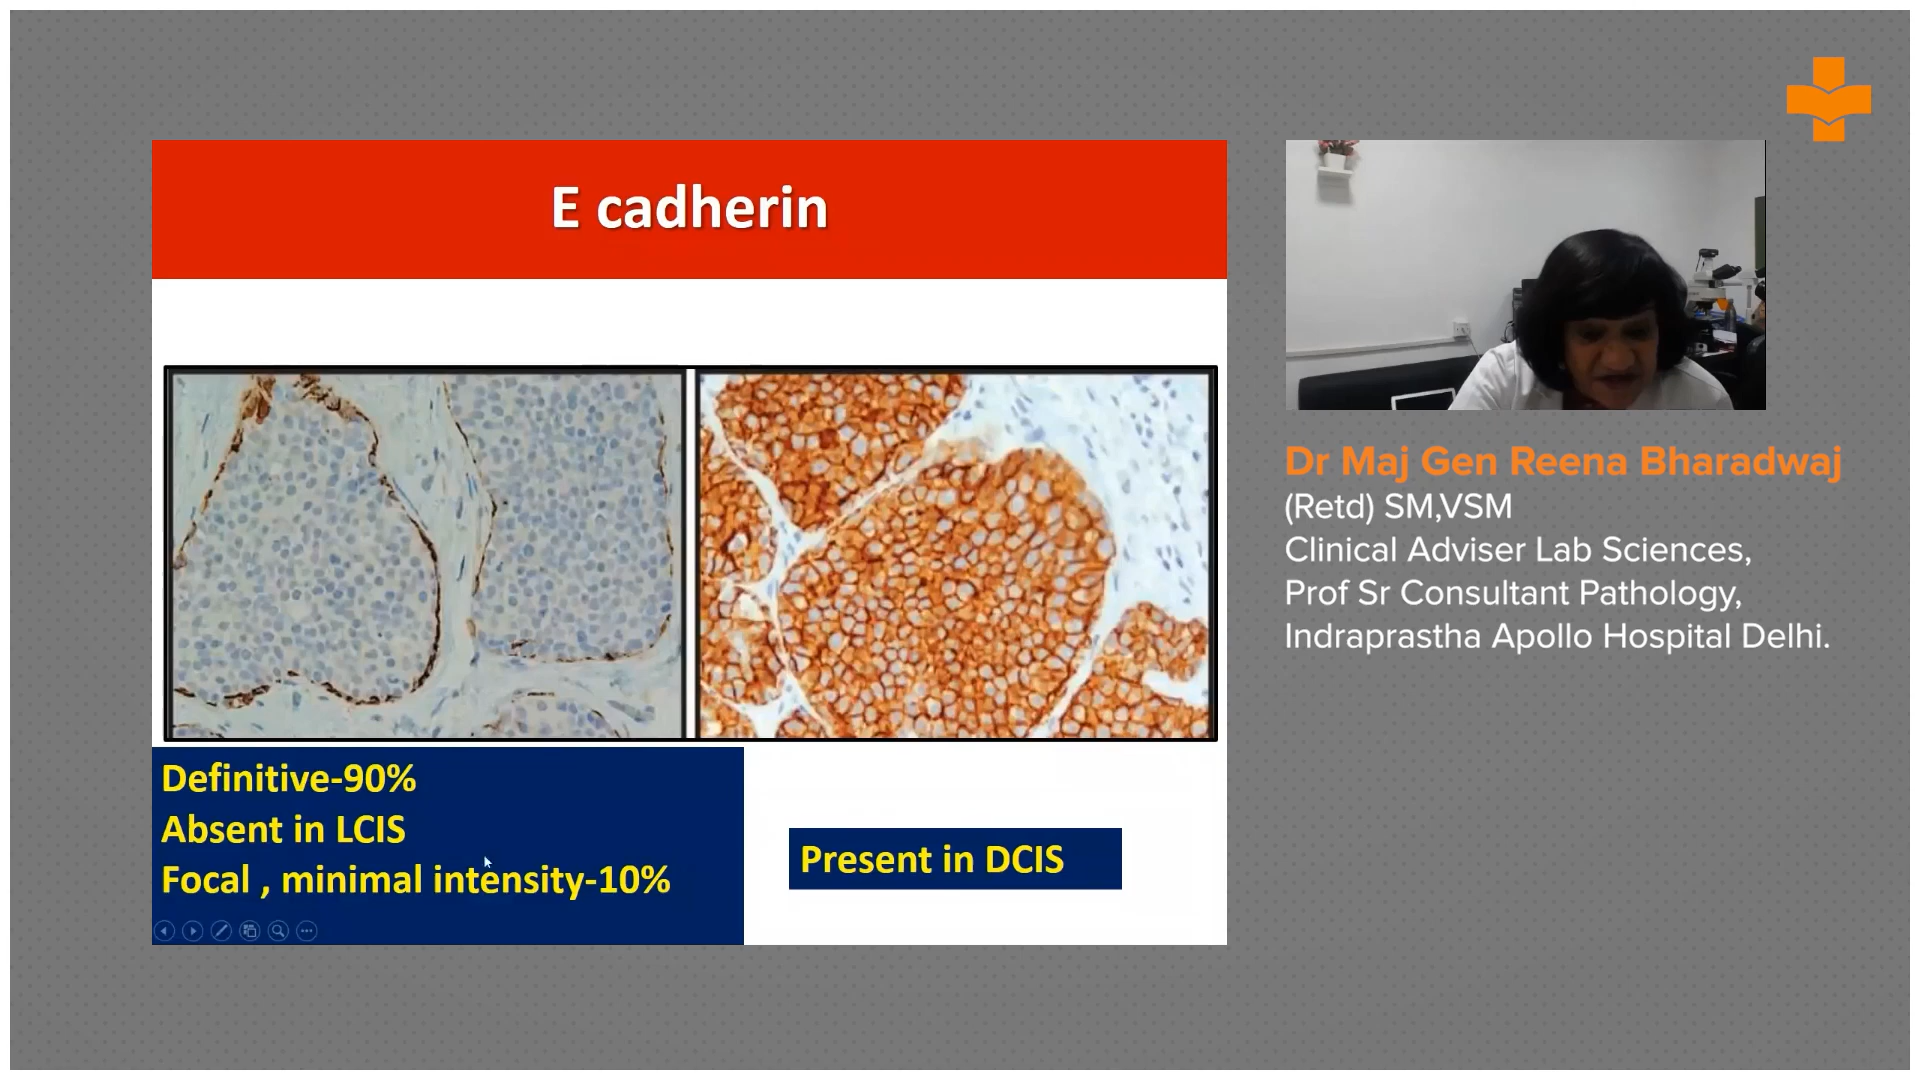 E cadherin
Definitive-90%
Absent in LCIS
Focal , minimal intensity-10%
Present in DCIS
Dr Maj Gen Reena Bharadwaj
(Retd) SM,VSM
Clinical Adviser Lab Sciences,
Prof Sr Consultant Pathology,
Indraprastha Apollo Hospital Delhi.